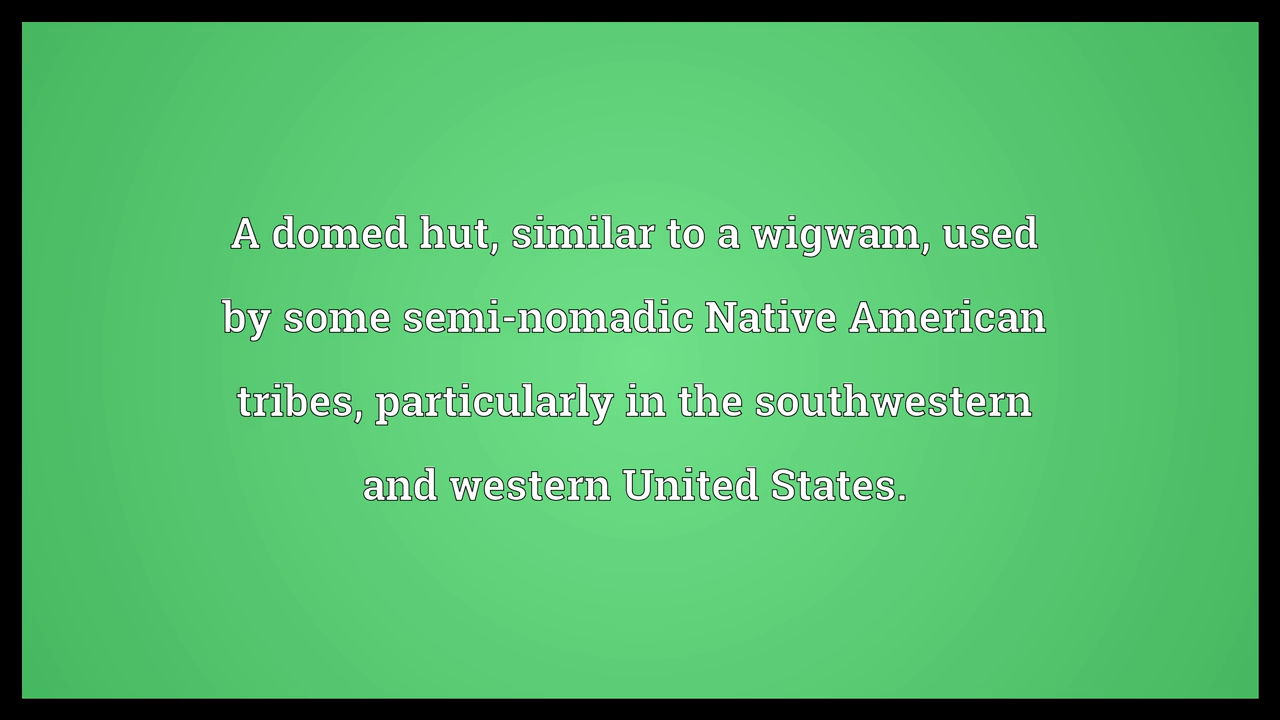 A domed hut, similar to a wigwam, used
by some semi-nomadic Native American
tribes, particularly in the southwestern
and western United States.